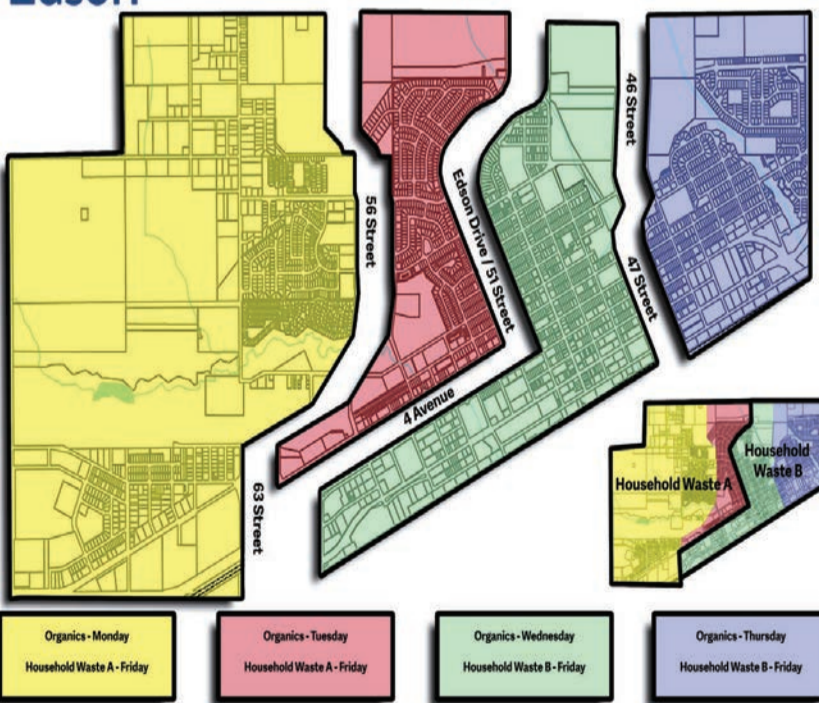 Edson
56 Street
Edson Drive / 51 Street
46 Street
47 Street
4 Avenue
63 Street
Household Waste A
Household
Waste B
Organics - Monday
Household Waste A - Friday
Organics - Tuesday
Household Waste A - Friday
Organics - Wednesday
Household Waste B - Friday
Organics - Thursday
Household Waste B - Friday